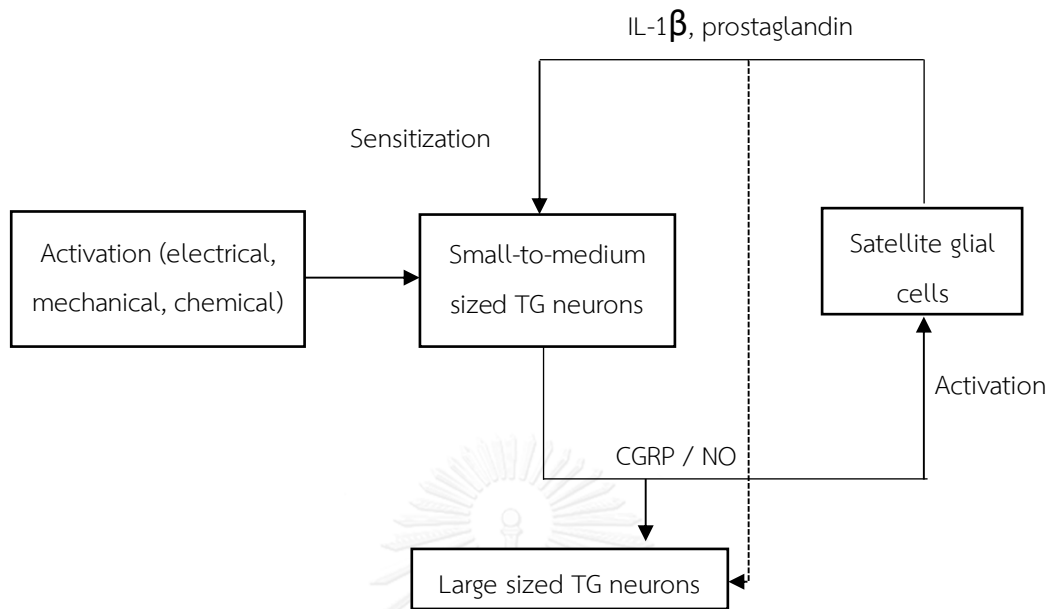 IL-1β, prostaglandin
Sensitization
Activation (electrical,
mechanical, chemical)
Small-to-medium
sized TG neurons
Satellite glial
cells
Activation
CGRP / NO
Large sized TG neurons